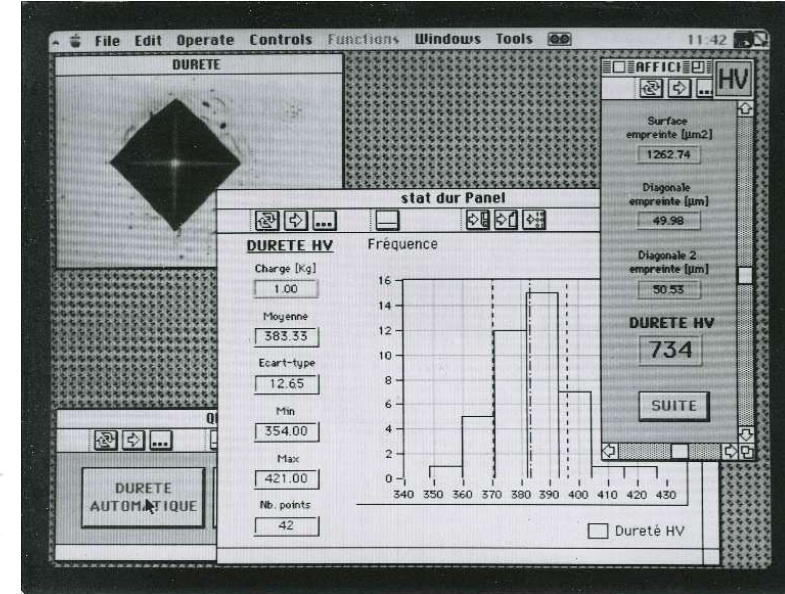 File Edit Operate Controls Functions Windows Tools 11:42
DURETE
AFFICI
HV
Surface
empreinte [µm2]
1262.74
Diagonale
empreinte [µm]
49.98
Diagonale 2
empreinte [µm]
50.53
DURETE HV
734
SUITE
stat dur Panel
DURETE HV
Charge [Kg]
1.00
Moyenne
383.33
Ecart-type
12.65
Min
354.00
Max
421.00
Nb. points
42
Fréquence
16
14
12
10
8
6
4
2
0
340 350 360 370 380 390 400 410 420 430
Dureté HV
DURETE
AUTOMATIQUE